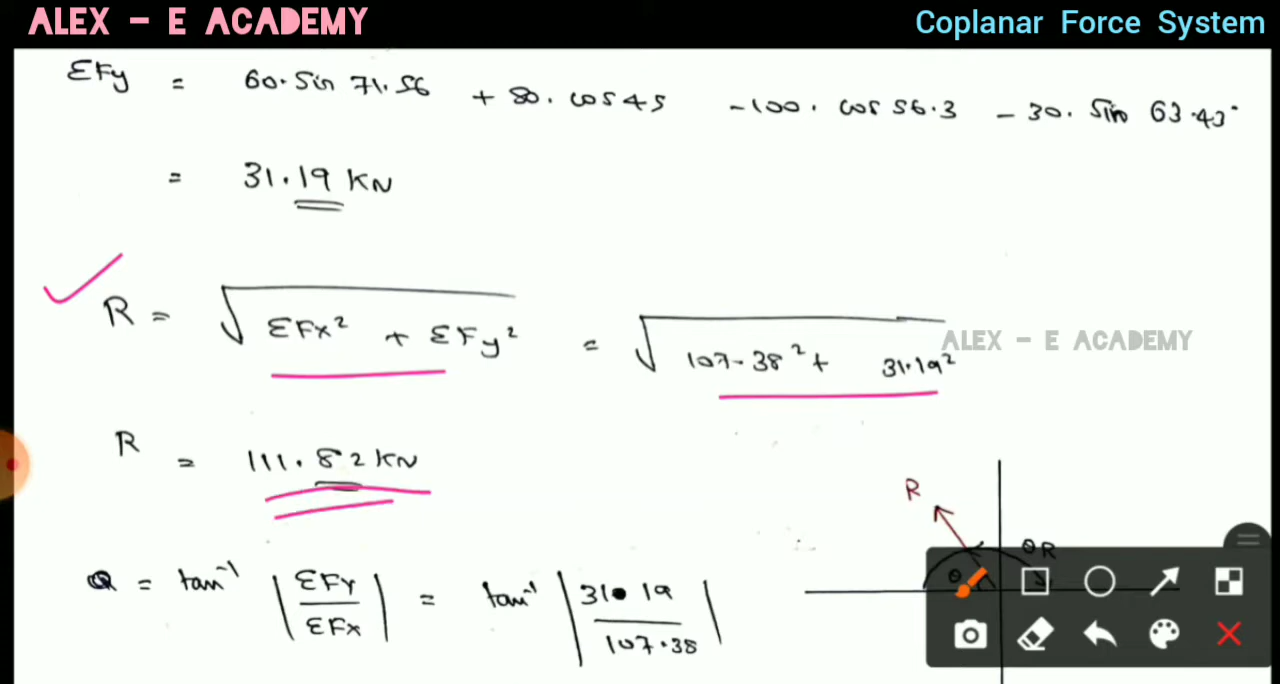 ALEX - E ACADEMY
Coplanar Force System
ΣFy = 60. Sin 71.56 + 80. cos 45 - 100. cos 56.3 - 30. Sin 63.43°
= 31.19 KN
R = √ΣFx² + ΣFy² = √107.38² + 31.19²
ALEX - E ACADEMY
R = 111.82 KN
R
θR
θ
θ = tan⁻¹ |ΣFy/ΣFx| = tan⁻¹ |31.19/107.38|